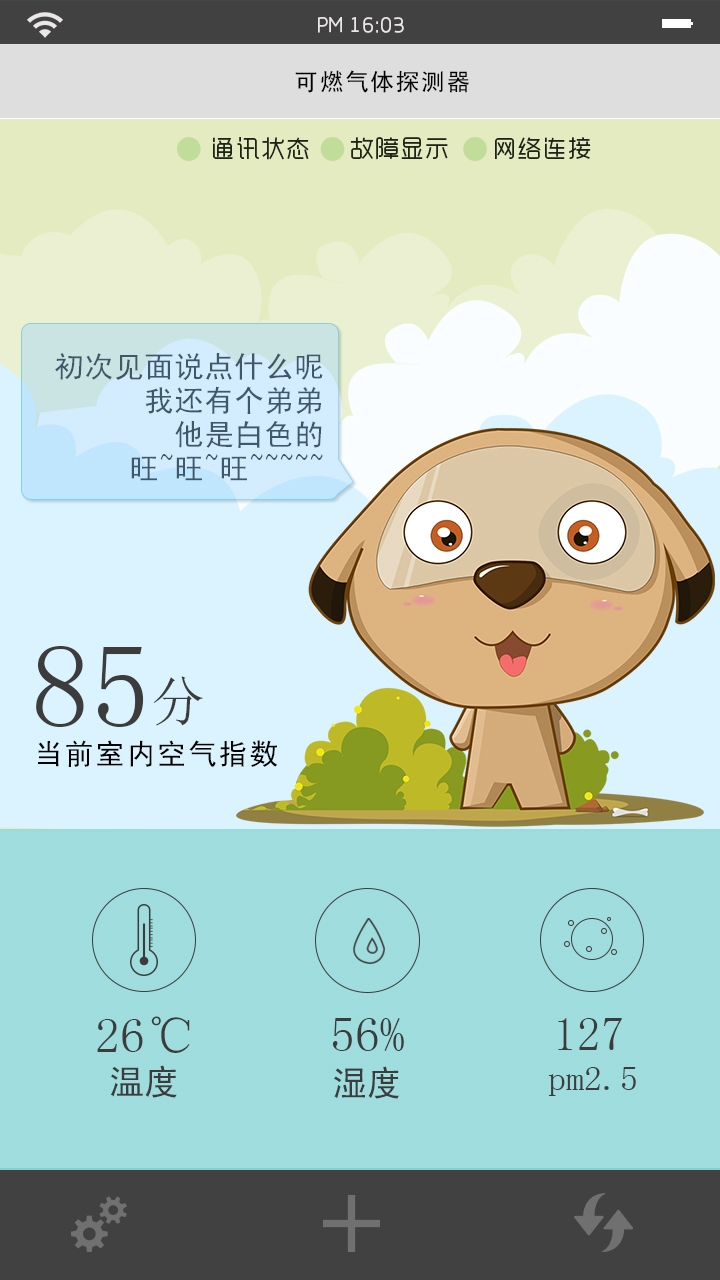 PM 16:03
可燃气体探测器
通讯状态 故障显示 网络连接
初次见面说点什么呢
我还有个弟弟
他是白色的
旺~旺~旺~~~~~
85分
当前室内空气指数
26℃ 56% 127
温度 湿度 pm2.5